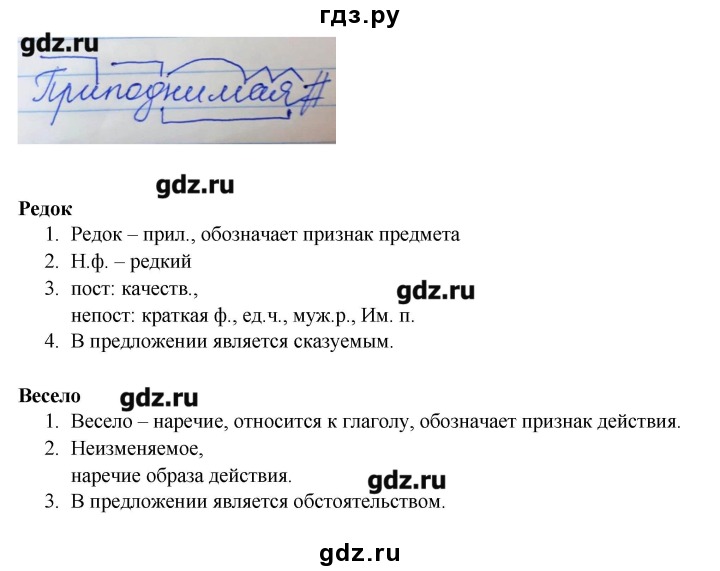 гдз.ру
gdz.ru
Приподнимая#
gdz.ru
Редок
1. Редок – прил., обозначает признак предмета
2. Н.ф. – редкий
3. пост: качеств.,
gdz.ru
непост: краткая ф., ед.ч., муж.р., Им. п.
4. В предложении является сказуемым.
Весело
gdz.ru
1. Весело – наречие, относится к глаголу, обозначает признак действия.
2. Неизменяемое,
наречие образа действия.
gdz.ru
3. В предложении является обстоятельством.
gdz.ru